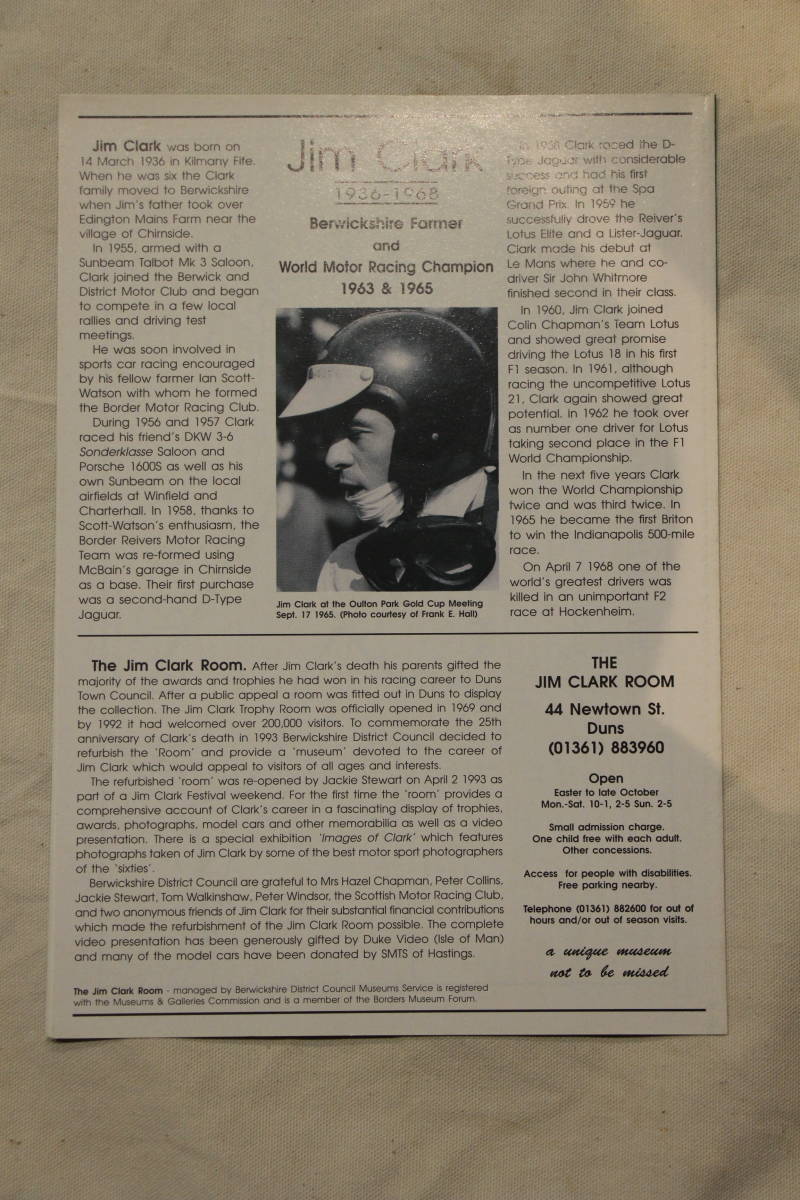 Jim Clark was born on
14 March 1936 in Kilmany Fife.
When he was six the Clark
family moved to Berwickshire
when Jim's father took over
Edington Mains Farm near the
village of Chirnside.
In 1955, armed with a
Sunbeam Talbot Mk 3 Saloon,
Clark joined the Berwick and
District Motor Club and began
to compete in a few local
rallies and driving test
meetings.
He was soon involved in
sports car racing encouraged
by his fellow farmer Ian Scott-
Watson with whom he formed
the Border Motor Racing Club.
During 1956 and 1957 Clark
raced his friend's DKW 3-6
Sonderklasse Saloon and
Porsche 1600S as well as his
own Sunbeam on the local
airfields at Winfield and
Charterhall. In 1958, thanks to
Scott-Watson's enthusiasm, the
Border Reivers Motor Racing
Team was re-formed using
McBain's garage in Chirnside
as a base. Their first purchase
was a second-hand D-Type
Jaguar.
Jim Clark
1936-1968
Berwickshire Farmer
and
World Motor Racing Champion
1963 & 1965
Jim Clark at the Oulton Park Gold Cup Meeting
Sept. 17 1965. (Photo courtesy of Frank E. Hall)
In 1958 Clark raced the D-
Type Jaguar with considerable
success and had his first
foreign outing at the Spa
Grand Prix. In 1959 he
successfully drove the Reiver's
Lotus Elite and a Lister-Jaguar.
Clark made his debut at
Le Mans where he and co-
driver Sir John Whitmore
finished second in their class.
In 1960, Jim Clark joined
Colin Chapman's Team Lotus
and showed great promise
driving the Lotus 18 in his first
F1 season. In 1961, although
racing the uncompetitive Lotus
21, Clark again showed great
potential. In 1962 he took over
as number one driver for Lotus
taking second place in the F1
World Championship.
In the next five years Clark
won the World Championship
twice and was third twice. In
1965 he became the first Briton
to win the Indianapolis 500-mile
race.
On April 7 1968 one of the
world's greatest drivers was
killed in an unimportant F2
race at Hockenheim.
The Jim Clark Room. After Jim Clark's death his parents gifted the
majority of the awards and trophies he had won in his racing career to Duns
Town Council. After a public appeal a room was fitted out in Duns to display
the collection. The Jim Clark Trophy Room was officially opened in 1969 and
by 1992 it had welcomed over 200,000 visitors. To commemorate the 25th
anniversary of Clark's death in 1993 Berwickshire District Council decided to
refurbish the 'Room' and provide a 'museum' devoted to the career of
Jim Clark which would appeal to visitors of all ages and interests.
The refurbished 'room' was re-opened by Jackie Stewart on April 2 1993 as
part of a Jim Clark Festival weekend. For the first time the 'room' provides a
comprehensive account of Clark's career in a fascinating display of trophies,
awards, photographs, model cars and other memorabilia as well as a video
presentation. There is a special exhibition 'Images of Clark' which features
photographs taken of Jim Clark by some of the best motor sport photographers
of the 'sixties'.
Berwickshire District Council are grateful to Mrs Hazel Chapman, Peter Collins,
Jackie Stewart, Tom Walkinshaw, Peter Windsor, the Scottish Motor Racing Club,
and two anonymous friends of Jim Clark for their substantial financial contributions
which made the refurbishment of the Jim Clark Room possible. The complete
video presentation has been generously gifted by Duke Video (Isle of Man)
and many of the model cars have been donated by SMTS of Hastings.
The Jim Clark Room - managed by Berwickshire District Council Museums Service is registered
with the Museums & Galleries Commission and is a member of the Borders Museum Forum.
THE
JIM CLARK ROOM
44 Newtown St.
Duns
(01361) 883960
Open
Easter to late October
Mon.-Sat. 10-1, 2-5 Sun. 2-5
Small admission charge.
One child free with each adult.
Other concessions.
Access for people with disabilities.
Free parking nearby.
Telephone (01361) 882600 for out of
hours and/or out of season visits.
a unique museum
not to be missed